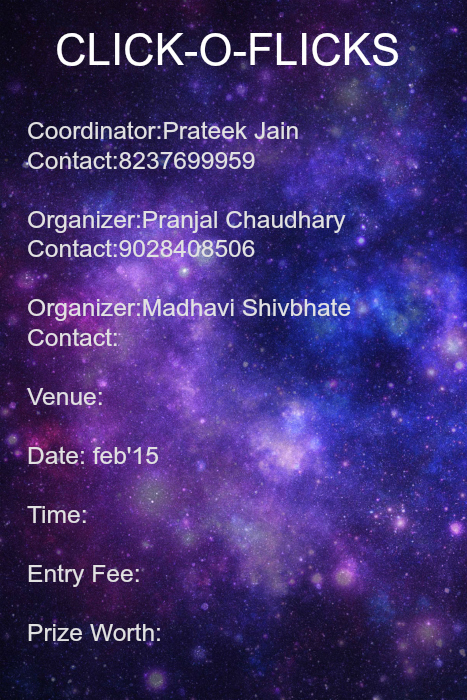 CLICK-O-FLICKS
Coordinator:Prateek Jain
Contact:8237699959
Organizer:Pranjal Chaudhary
Contact:9028408506
Organizer:Madhavi Shivbhate
Contact:
Venue:
Date: feb'15
Time:
Entry Fee:
Prize Worth: